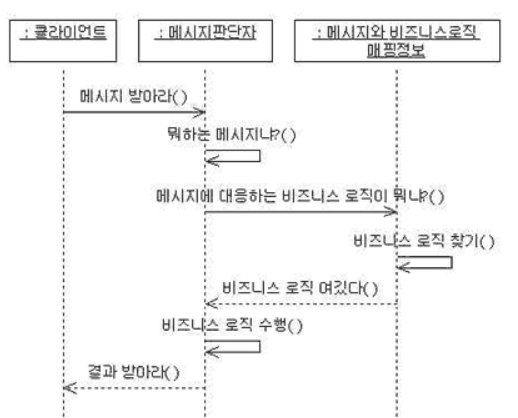 : 클라이언트
: 메시지판단자
: 메시지와 비즈니스로직
매핑정보
메시지 받아라()
뭐하는 메시지냐?()
메시지에 대응하는 비즈니스 로직이 뭐냐?()
비즈니스 로직 찾기()
비즈니스 로직 여깄다()
비즈니스 로직 수행()
결과 받아라()